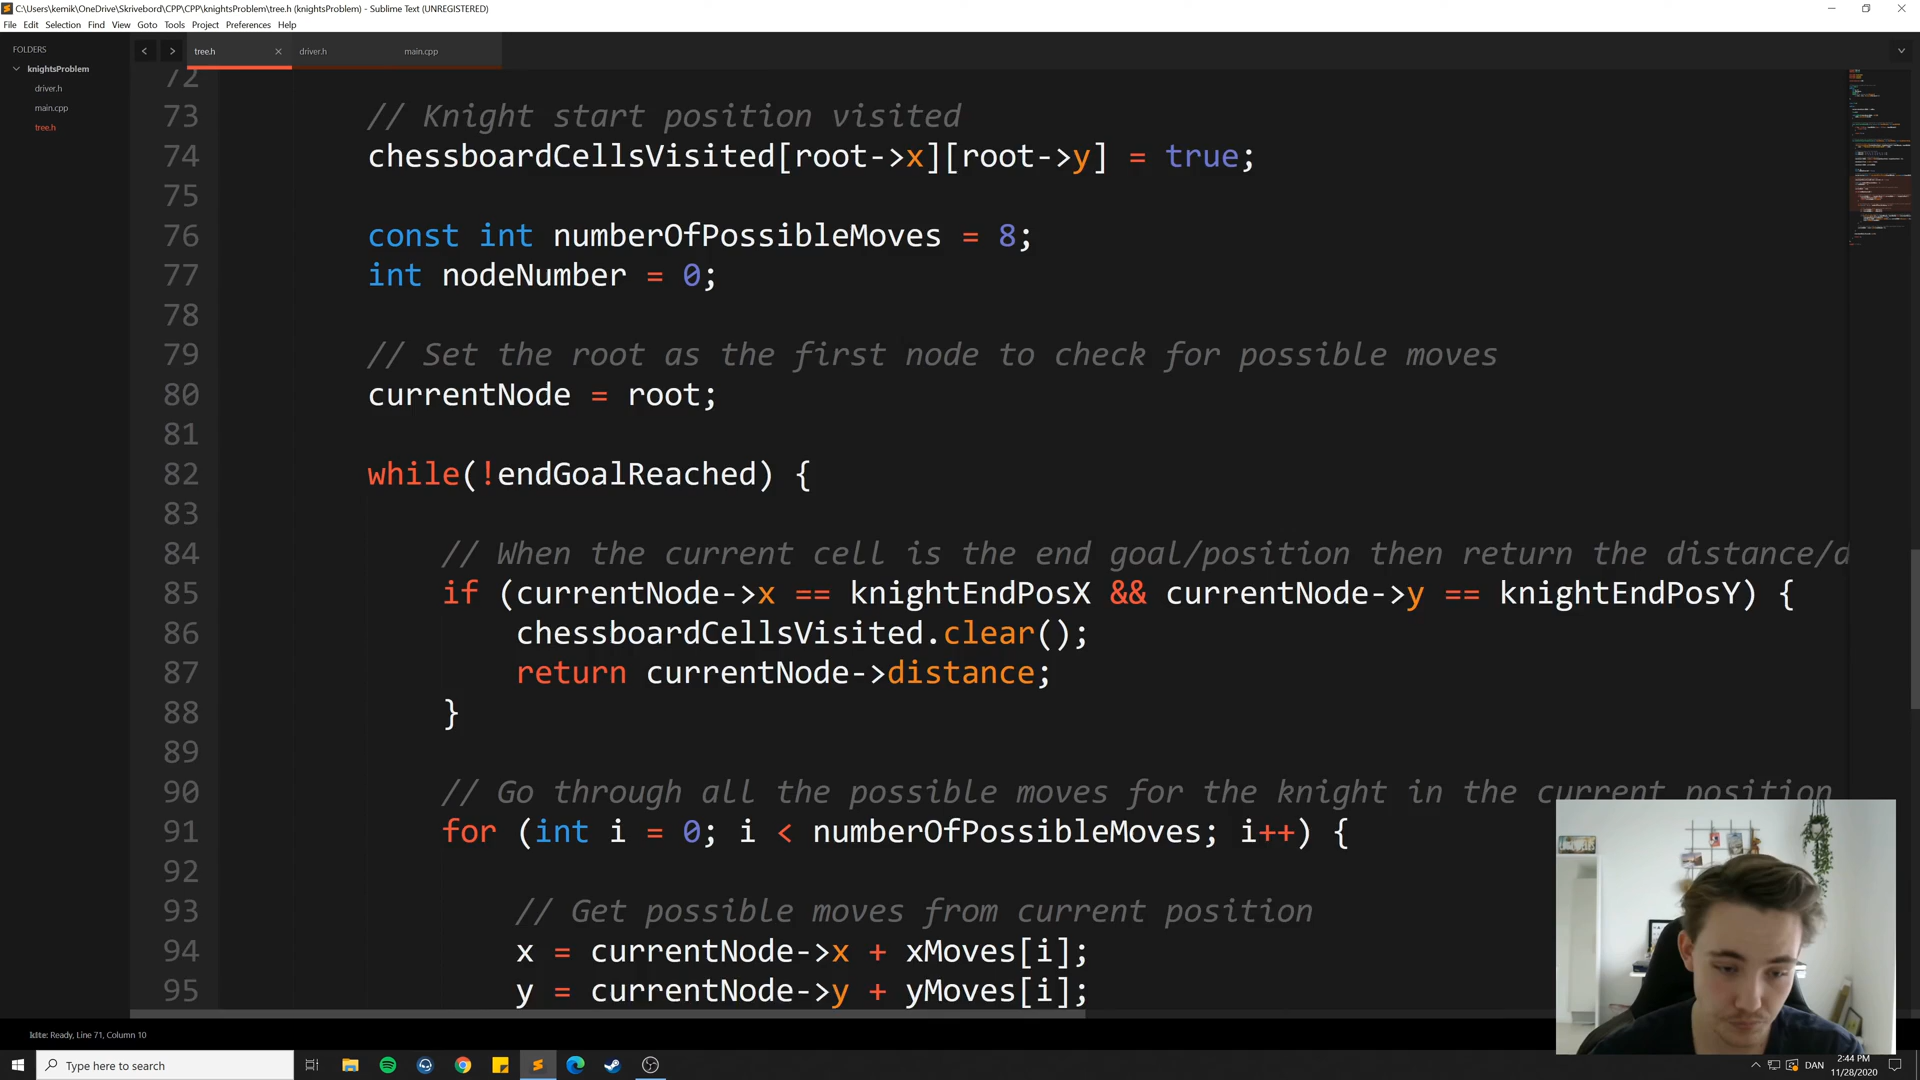 C:\Users\kemik\OneDrive\Skrivebord\CPP\CPP\knightsProblem\tree.h (knightsProblem) - Sublime Text (UNREGISTERED)
File Edit Selection Find View Goto Tools Project Preferences Help
FOLDERS
knightsProblem
driver.h
main.cpp
tree.h
tree.h driver.h main.cpp
72
73 // Knight start position visited
74 chessboardCellsVisited[root->x][root->y] = true;
75
76 const int numberOfPossibleMoves = 8;
77 int nodeNumber = 0;
78
79 // Set the root as the first node to check for possible moves
80 currentNode = root;
81
82 while(!endGoalReached) {
83
84 // When the current cell is the end goal/position then return the distance/d
85 if (currentNode->x == knightEndPosX && currentNode->y == knightEndPosY) {
86 chessboardCellsVisited.clear();
87 return currentNode->distance;
88 }
89
90 // Go through all the possible moves for the knight in the current position
91 for (int i = 0; i < numberOfPossibleMoves; i++) {
92
93 // Get possible moves from current position
94 x = currentNode->x + xMoves[i];
95 y = currentNode->y + yMoves[i];
Ready, Line 71, Column 10
Type here to search
DAN
2:44 PM
11/28/2020